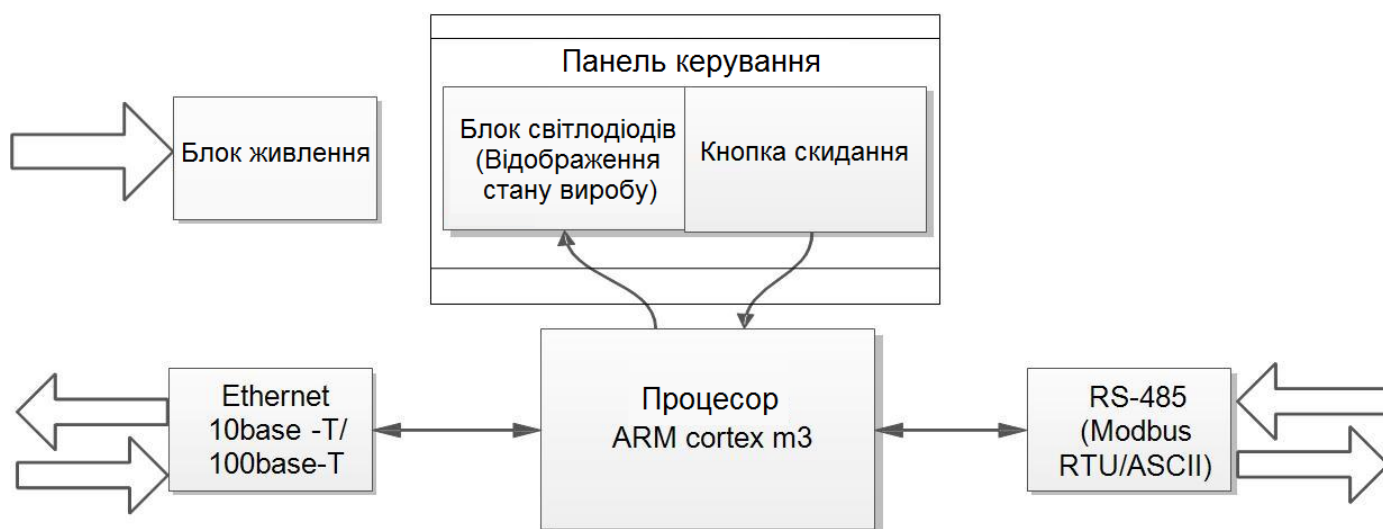 Панель керування
Блок живлення
Блок світлодіодів
(Відображення
стану виробу)
Кнопка скидання
Ethernet
10base -T/
100base-T
Процесор
ARM cortex m3
RS-485
(Modbus
RTU/ASCII)